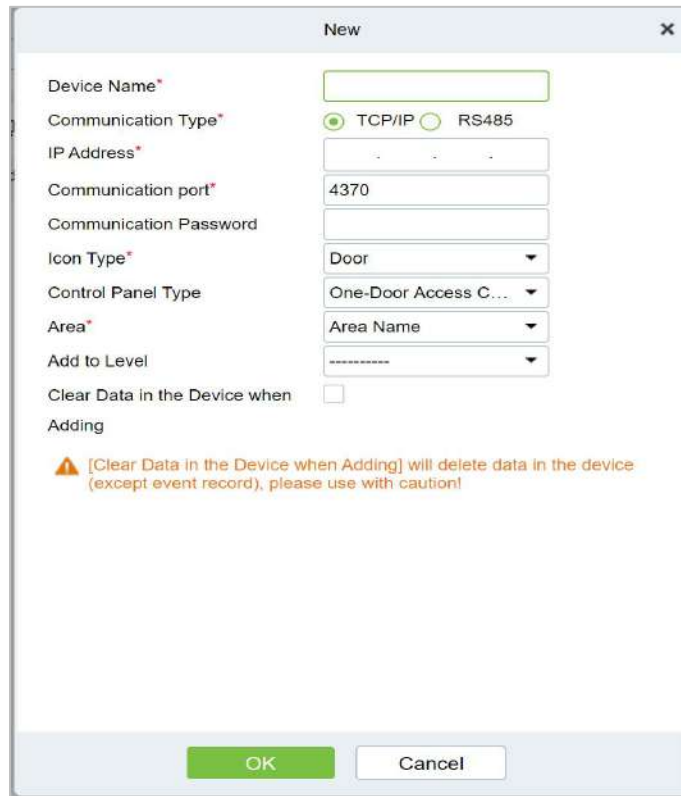 New
Device Name*
Communication Type* TCP/IP RS485
IP Address* . . .
Communication port* 4370
Communication Password
Icon Type* Door
Control Panel Type One-Door Access C...
Area* Area Name
Add to Level ----------
Clear Data in the Device when
Adding
[Clear Data in the Device when Adding] will delete data in the device
(except event record), please use with caution!
OK Cancel